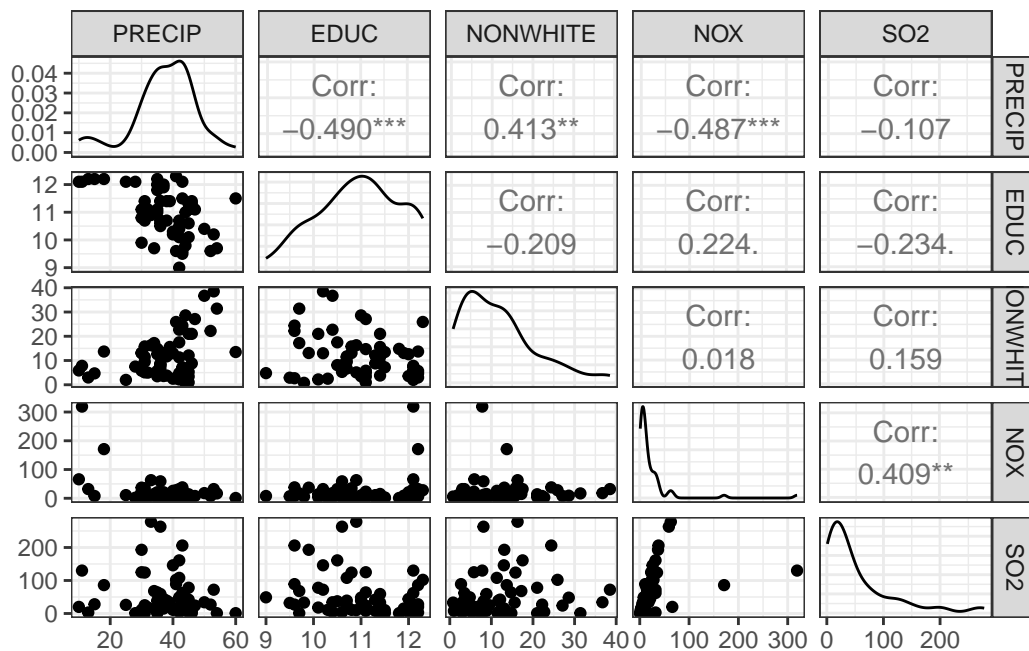 PRECIP EDUC NONWHITE NOX SO2
0.04
0.03
0.02
0.01
0.00
Corr:
−0.490***
Corr:
0.413**
Corr:
−0.487***
Corr:
−0.107
PRECIP
12
11
10
9
Corr:
−0.209
Corr:
0.224.
Corr:
−0.234.
EDUC
40
30
20
10
0
Corr:
0.018
Corr:
0.159
ONWHIT
300
200
100
0
Corr:
0.409**
NOX
200
100
0
SO2
20 40 60 9 10 11 12 0 10 20 30 40 0 100 200 300 0 100 200